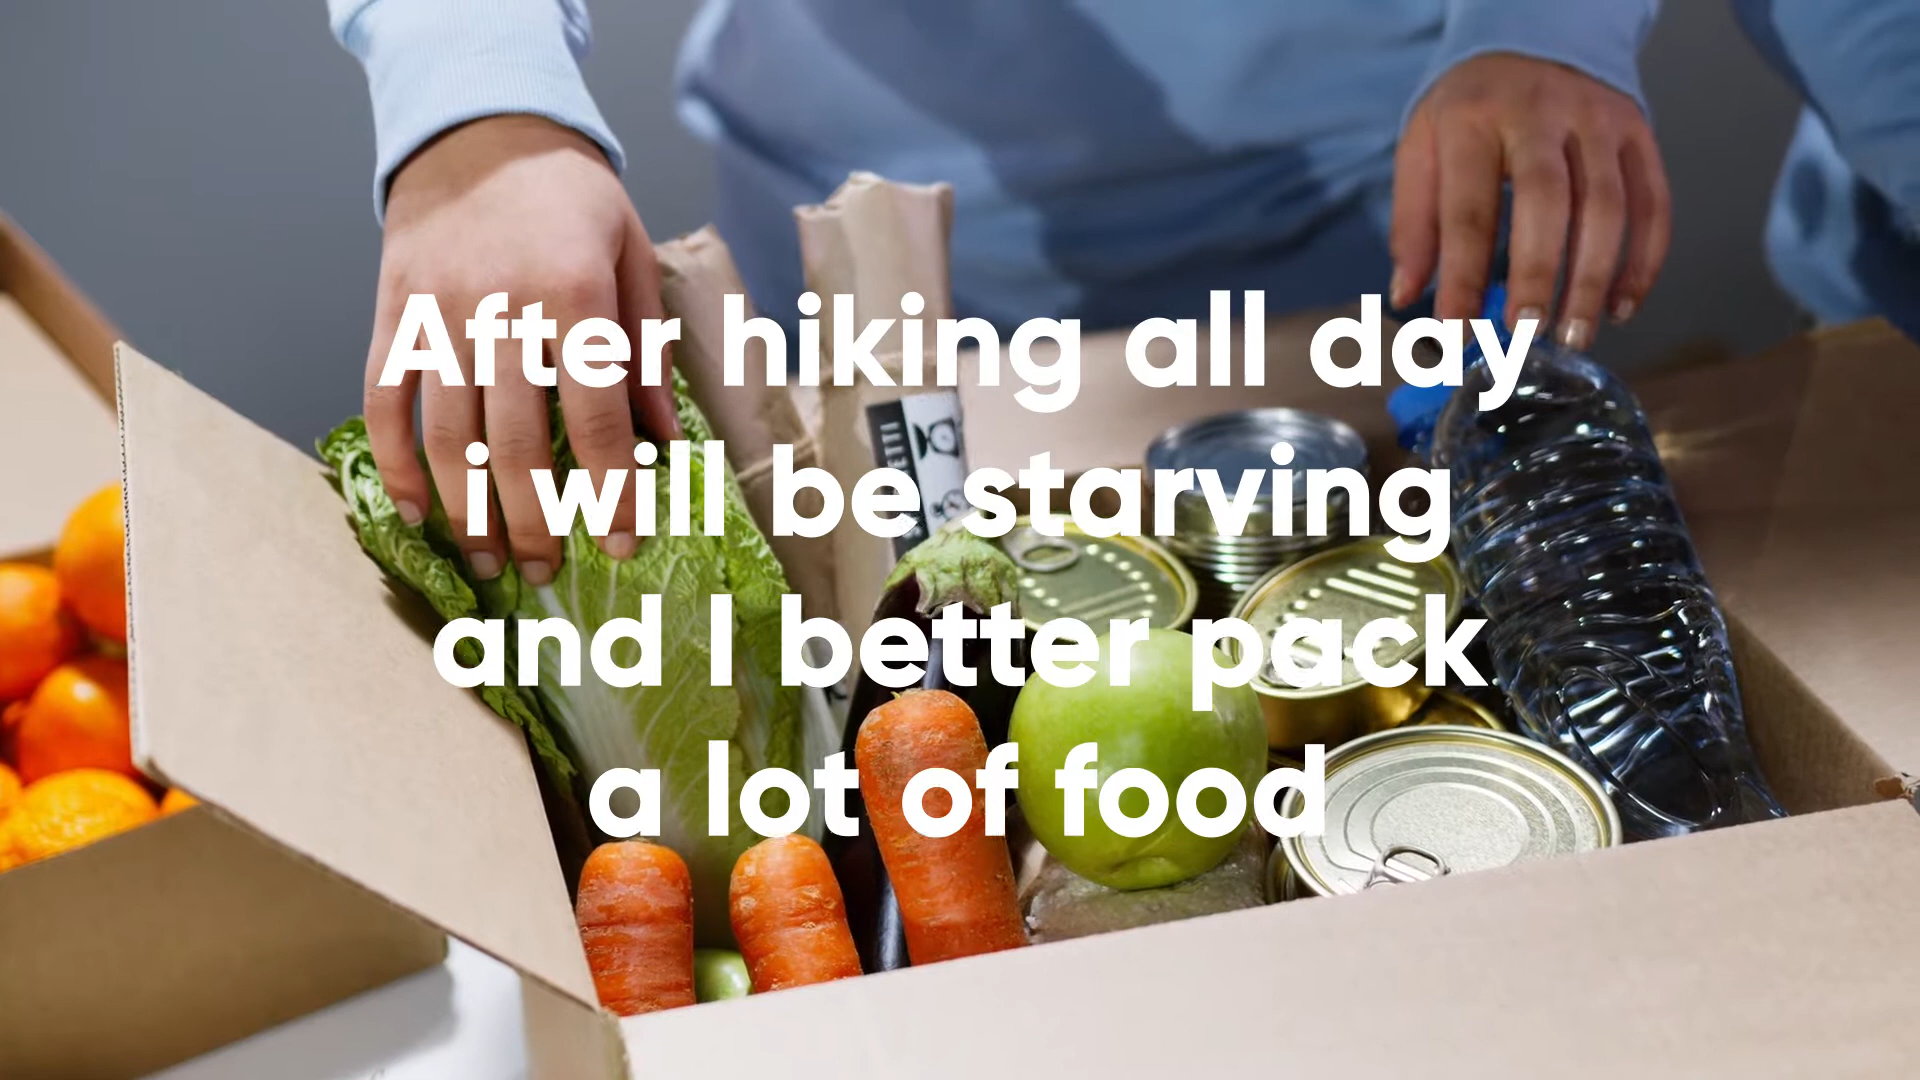 After hiking all day
i will be starving
and I better pack
a lot of food